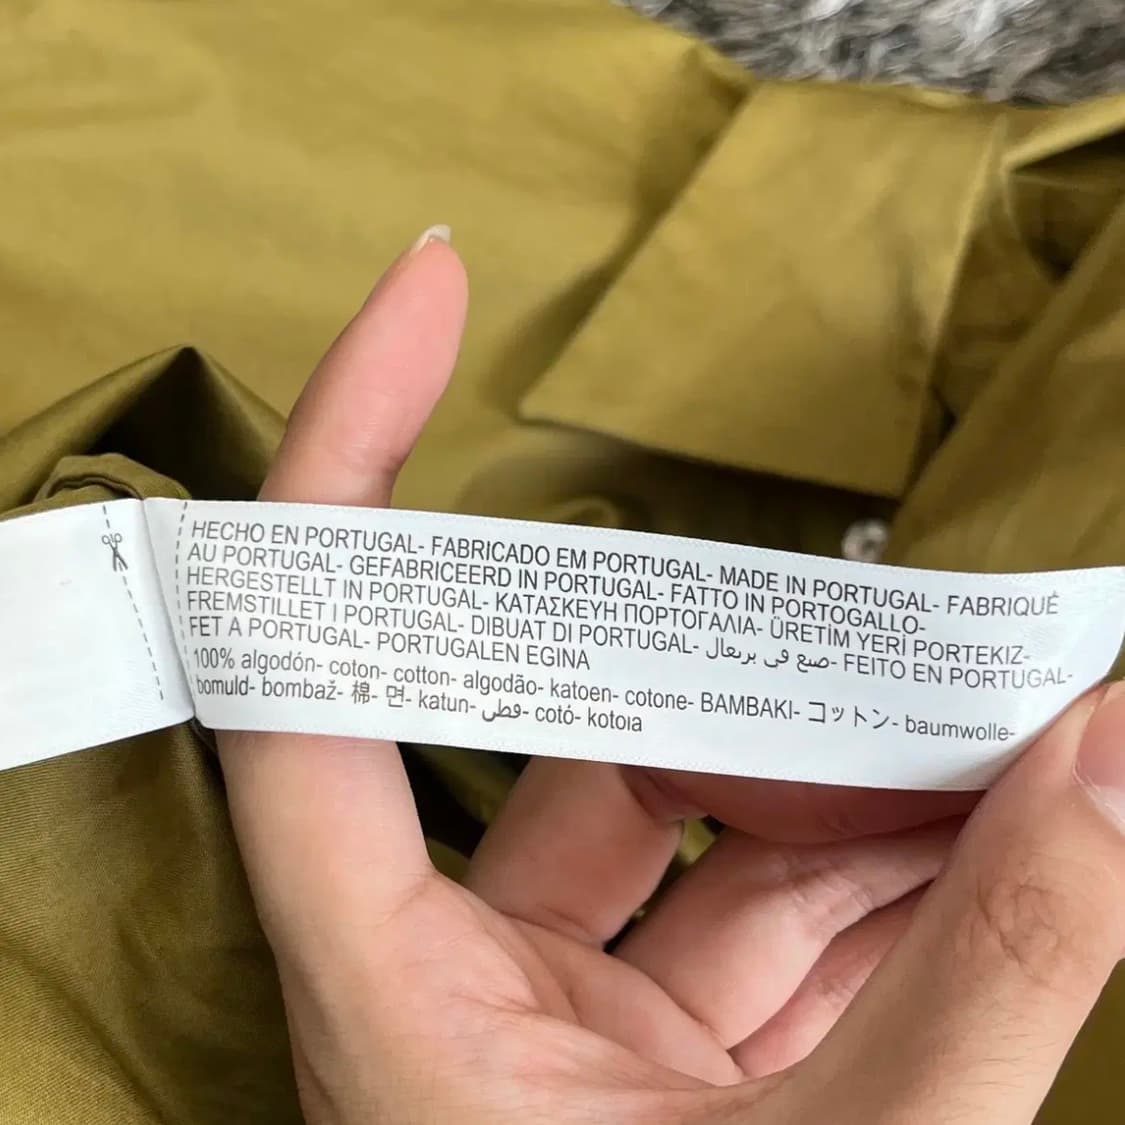 HECHO EN PORTUGAL- FABRICADO EM PORTUGAL- MADE IN PORTUGAL- FABRIQUÉ
AU PORTUGAL- GEFABRICEERD IN PORTUGAL- FATTO IN PORTOGALLO-
HERGESTELLT IN PORTUGAL- ΚΑΤΑΣΚΕΥΗ ΠΟΡΤΟΓΑΛΙΑ- ÜRETİM YERİ PORTEKIZ-
FREMSTILLET I PORTUGAL- DIBUAT DI PORTUGAL- صنع في - FEITO EN PORTUGAL-
FET A PORTUGAL- PORTUGALEN EGINA
100% algodón- coton- cotton- algodão- katoen- cotone- BAMBAKI- コットン- baumwolle-
bomuld- bombaž- 棉- 면- katun- قطن- cotó- kotoia